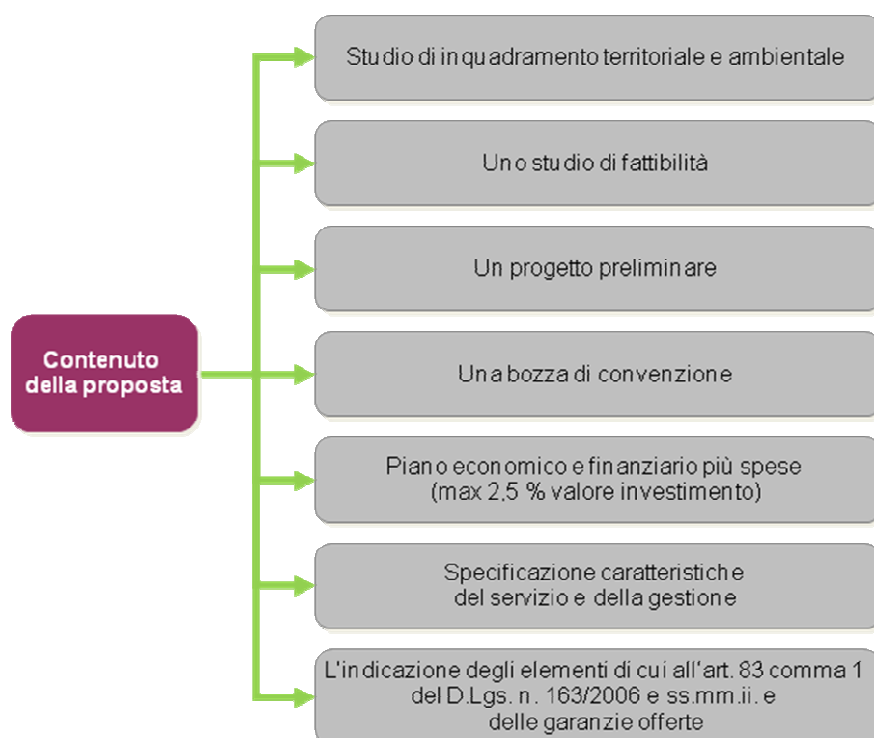 Contenuto
della proposta
Studio di inquadramento territoriale e ambientale
Uno studio di fattibilità
Un progetto preliminare
Una bozza di convenzione
Piano economico e finanziario più spese
(max 2,5 % valore investimento)
Specificazione caratteristiche
del servizio e della gestione
L'indicazione degli elementi di cui all'art. 83 comma 1
del D.Lgs. n. 163/2006 e ss.mm.ii. e
delle garanzie offerte